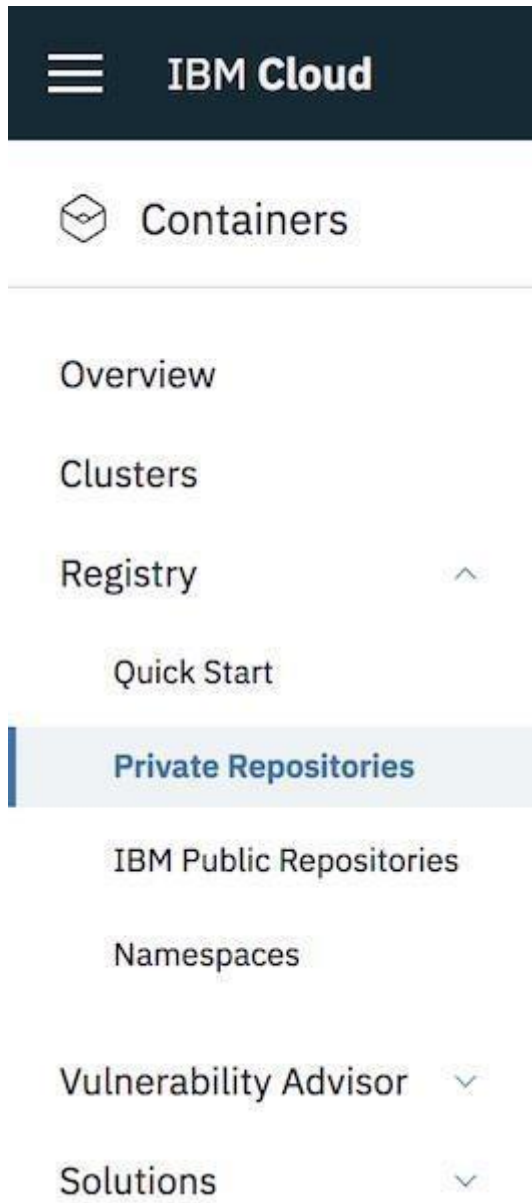 IBM Cloud
Containers
Overview
Clusters
Registry
Quick Start
Private Repositories
IBM Public Repositories
Namespaces
Vulnerability Advisor
Solutions